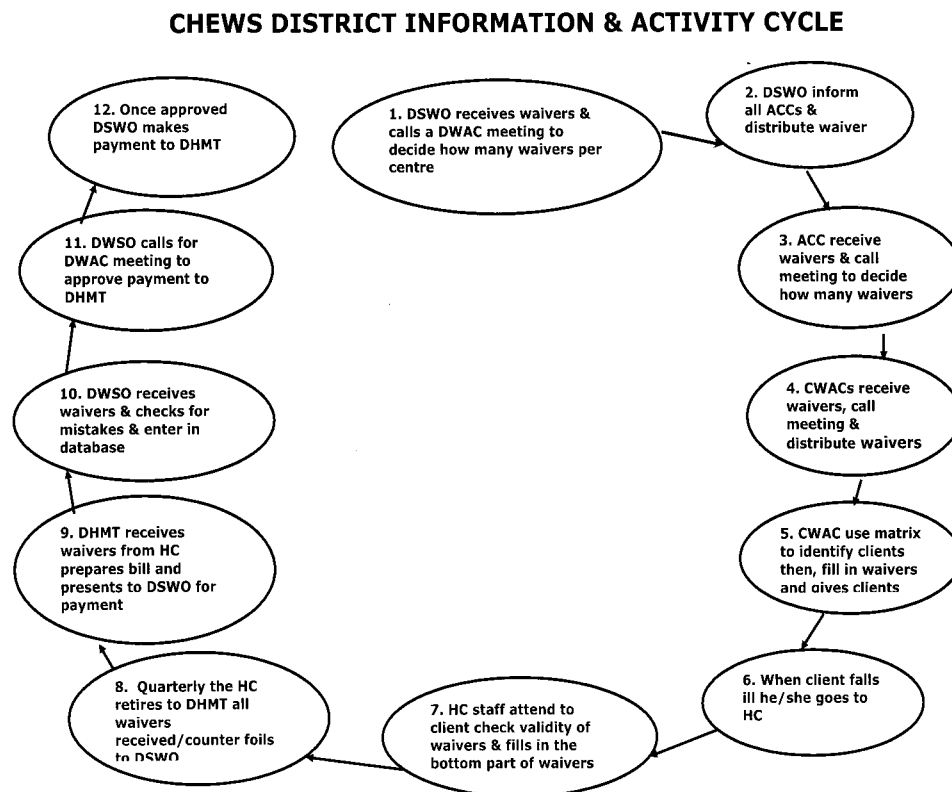 CHEWS DISTRICT INFORMATION & ACTIVITY CYCLE
1. DSWO receives waivers &
calls a DWAC meeting to
decide how many waivers per
centre
2. DSWO inform
all ACCs &
distribute waiver
3. ACC receive
waivers & call
meeting to decide
how many waivers
4. CWACs receive
waivers, call
meeting &
distribute waivers
5. CWAC use matrix
to identify clients
then, fill in waivers
and gives clients
6. When client falls
ill he/she goes to
HC
7. HC staff attend to
client check validity of
waivers & fills in the
bottom part of waivers
8. Quarterly the HC
retires to DHMT all
waivers
received/counter foils
to DSWO
9. DHMT receives
waivers from HC
prepares bill and
presents to DSWO for
payment
10. DWSO receives
waivers & checks for
mistakes & enter in
database
11. DWSO calls for
DWAC meeting to
approve payment to
DHMT
12. Once approved
DSWO makes
payment to DHMT